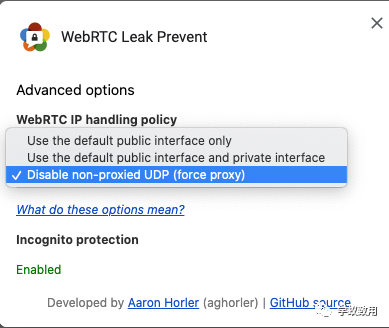 WebRTC Leak Prevent
Advanced options
WebRTC IP handling policy
Use the default public interface only
Use the default public interface and private interface
✓ Disable non-proxied UDP (force proxy)
What do these options mean?
Incognito protection
Enabled
Developed by Aaron Horler (aghorler) | GitHub source
学以致用